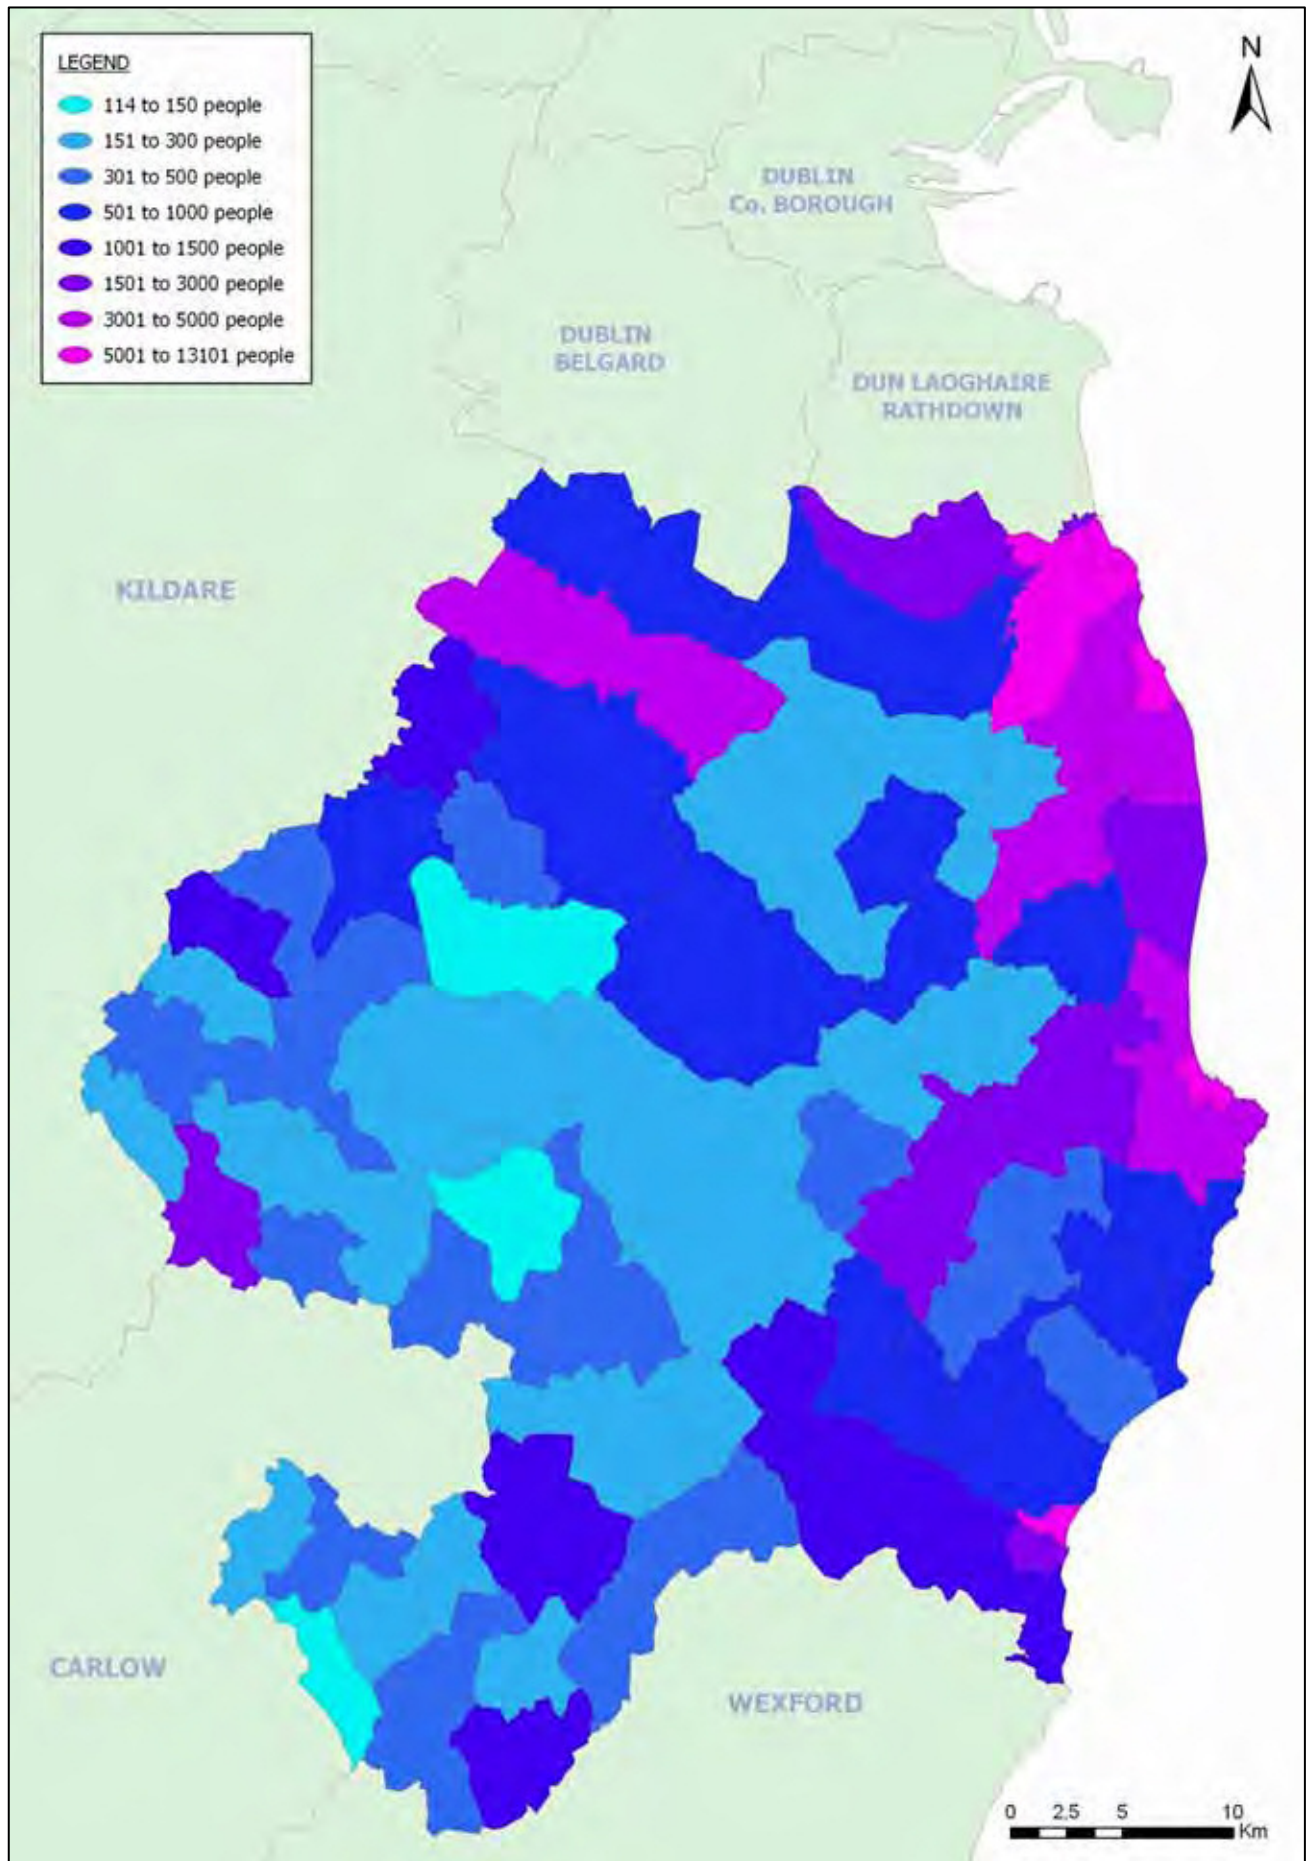 LEGEND
114 to 150 people
151 to 300 people
301 to 500 people
501 to 1000 people
1001 to 1500 people
1501 to 3000 people
3001 to 5000 people
5001 to 13101 people
N
DUBLIN
Co. BOROUGH
DUBLIN
BELGARD
DUN LAOGHAIRE
RATHDOWN
KILDARE
CARLOW
WEXFORD
0 2.5 5 10
Km